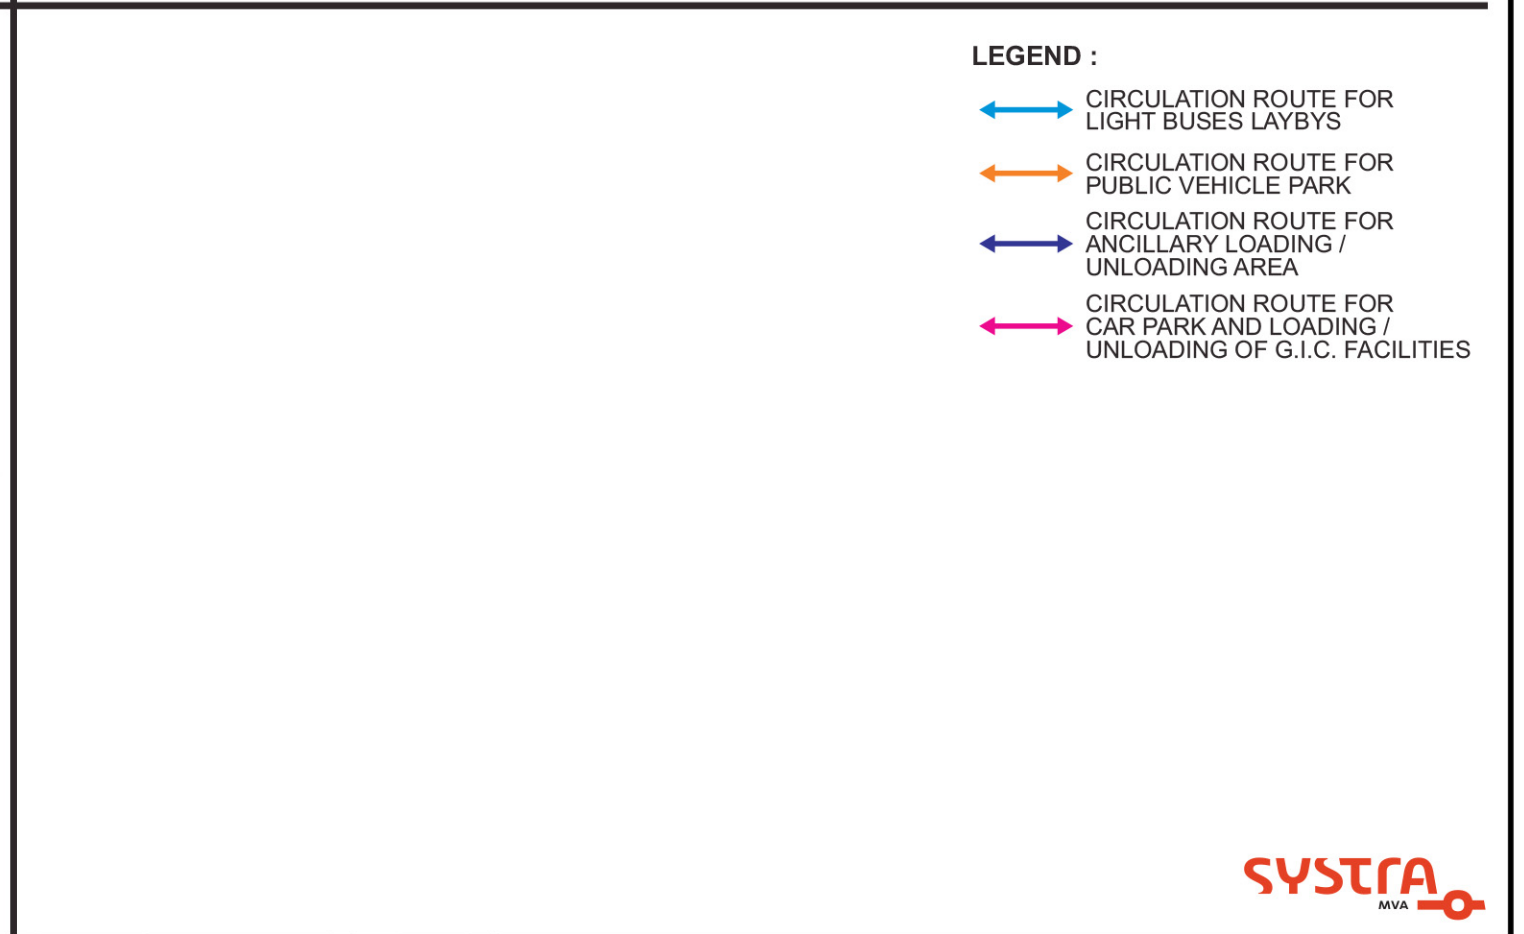 LEGEND :
CIRCULATION ROUTE FOR
LIGHT BUSES LAYBYS
CIRCULATION ROUTE FOR
PUBLIC VEHICLE PARK
CIRCULATION ROUTE FOR
ANCILLARY LOADING /
UNLOADING AREA
CIRCULATION ROUTE FOR
CAR PARK AND LOADING /
UNLOADING OF G.I.C. FACILITIES
SYSTRA
MVA